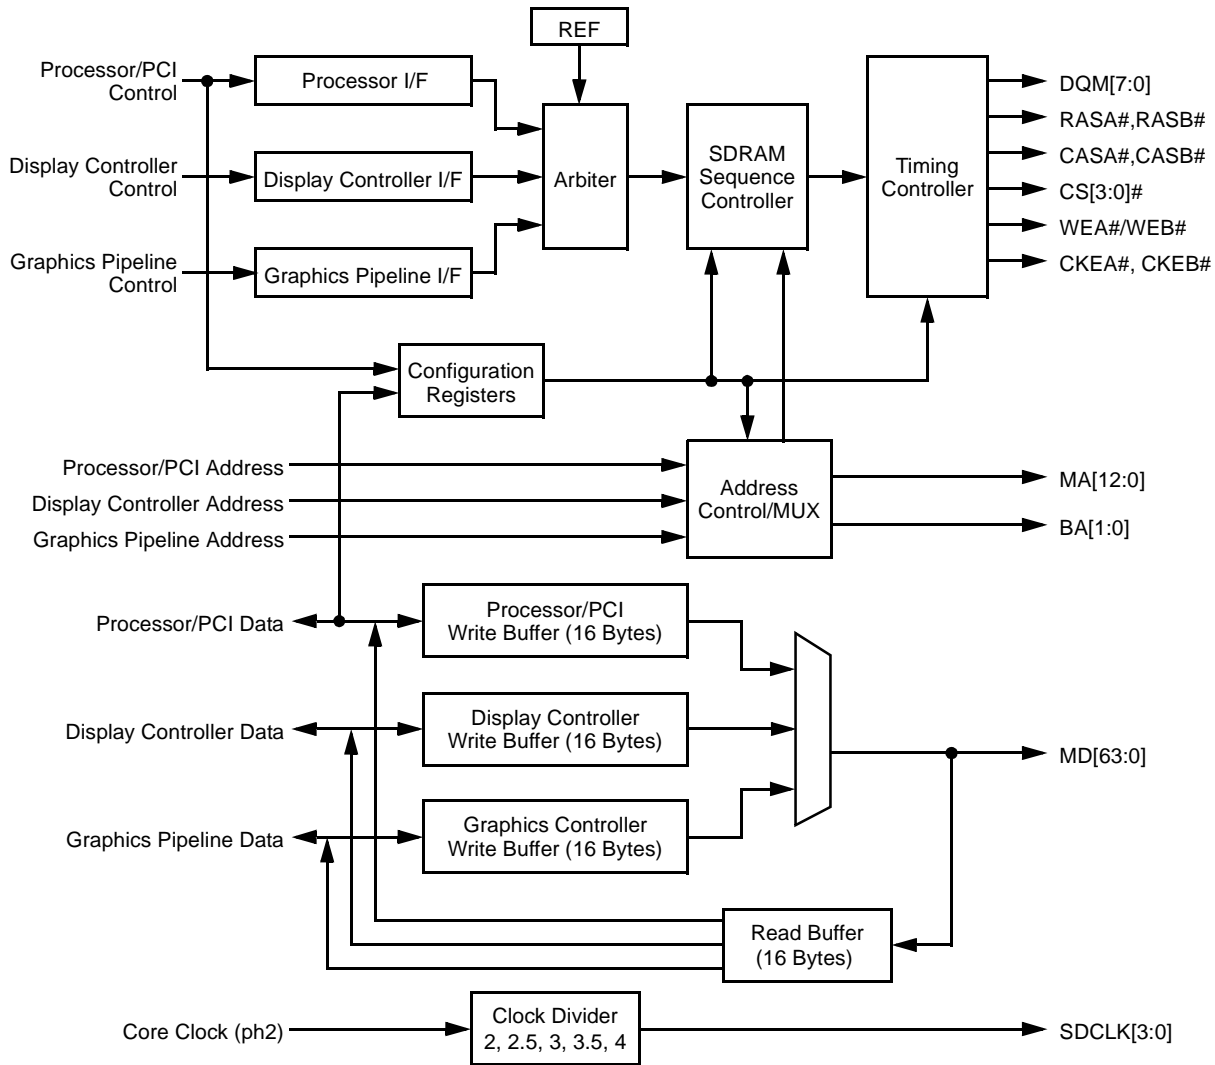 REF
Processor/PCI
Control
Processor I/F
DQM[7:0]
RASA#,RASB#
Display Controller
Control
Display Controller I/F
Arbiter
SDRAM
Sequence
Controller
Timing
Controller
CASA#,CASB#
CS[3:0]#
WEA#/WEB#
Graphics Pipeline
Control
Graphics Pipeline I/F
CKEA#, CKEB#
Configuration
Registers
Processor/PCI Address
Display Controller Address
Graphics Pipeline Address
Address
Control/MUX
MA[12:0]
BA[1:0]
Processor/PCI Data
Processor/PCI
Write Buffer (16 Bytes)
Display Controller Data
Display Controller
Write Buffer (16 Bytes)
MD[63:0]
Graphics Pipeline Data
Graphics Controller
Write Buffer (16 Bytes)
Read Buffer
(16 Bytes)
Core Clock (ph2)
Clock Divider
2, 2.5, 3, 3.5, 4
SDCLK[3:0]